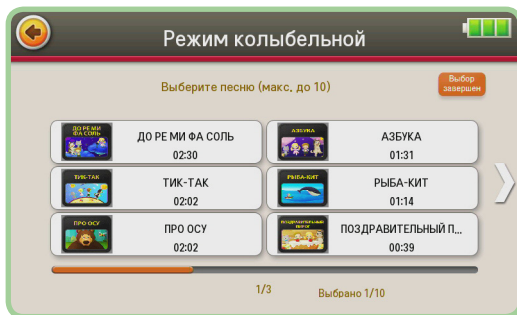 Режим колыбельной
Выберите песню (макс, до 10)
Выбор
завершен
ДО РЕ МИ
ФА СОЛЬ
ДО РЕ МИ ФА СОЛЬ
02:30
АЗБУКА
АЗБУКА
01:31
ТИК-ТАК
ТИК-ТАК
02:02
РЫБА-КИТ
РЫБА-КИТ
01:14
ПРО ОСУ
ПРО ОСУ
02:02
ПОЗДРАВИТЕЛЬНЫЙ
ПИРОГ
ПОЗДРАВИТЕЛЬНЫЙ П...
00:39
1/3
Выбрано 1/10